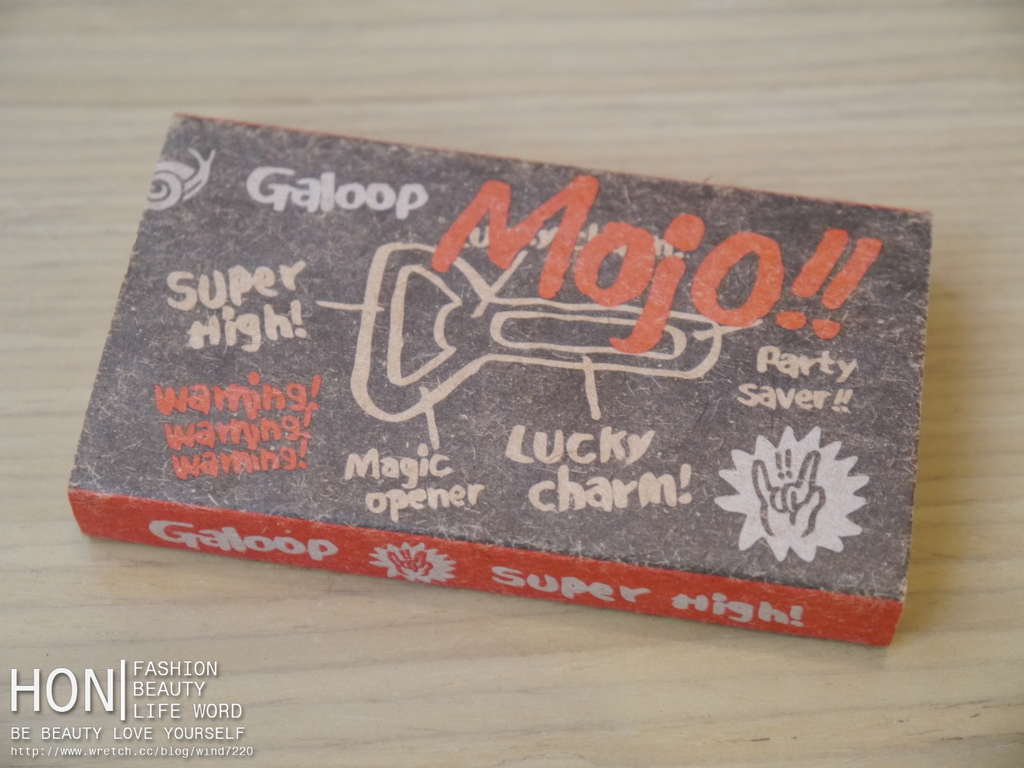 Galoop
Mojo!!
Super
High!
Party
saver!!
warning!
warning!
warning!
Magic
opener
Lucky
charm!
Galoop
Super High!
HON
FASHION
BEAUTY
LIFE WORD
BE BEAUTY LOVE YOURSELF
http://www.wretch.cc/blog/wind7220